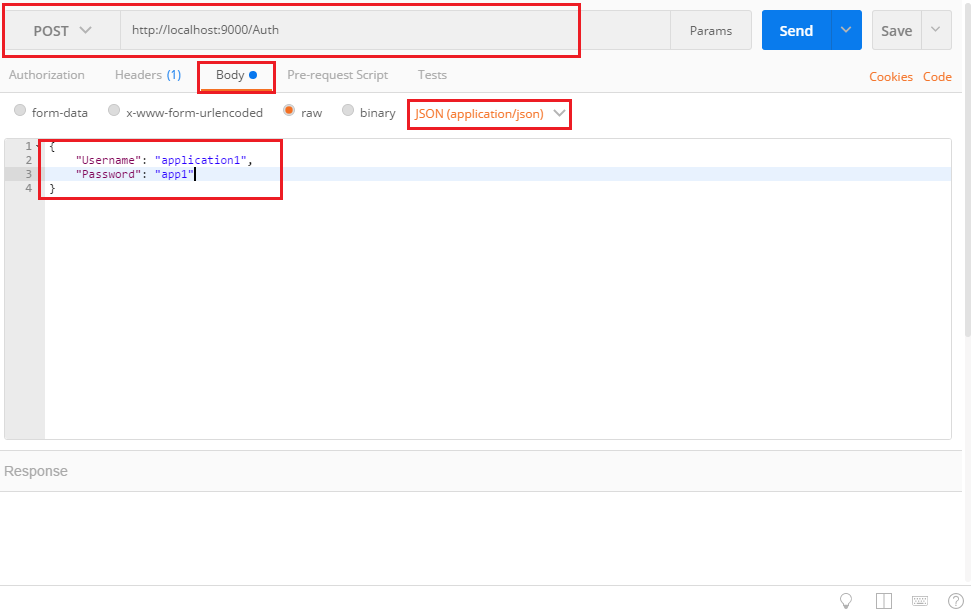 POST http://localhost:9000/Auth Params Send Save
Authorization Headers (1) Body Pre-request Script Tests Cookies Code
form-data x-www-form-urlencoded raw binary JSON (application/json)
1 {
2 "Username": "application1",
3 "Password": "app1"
4 }
Response